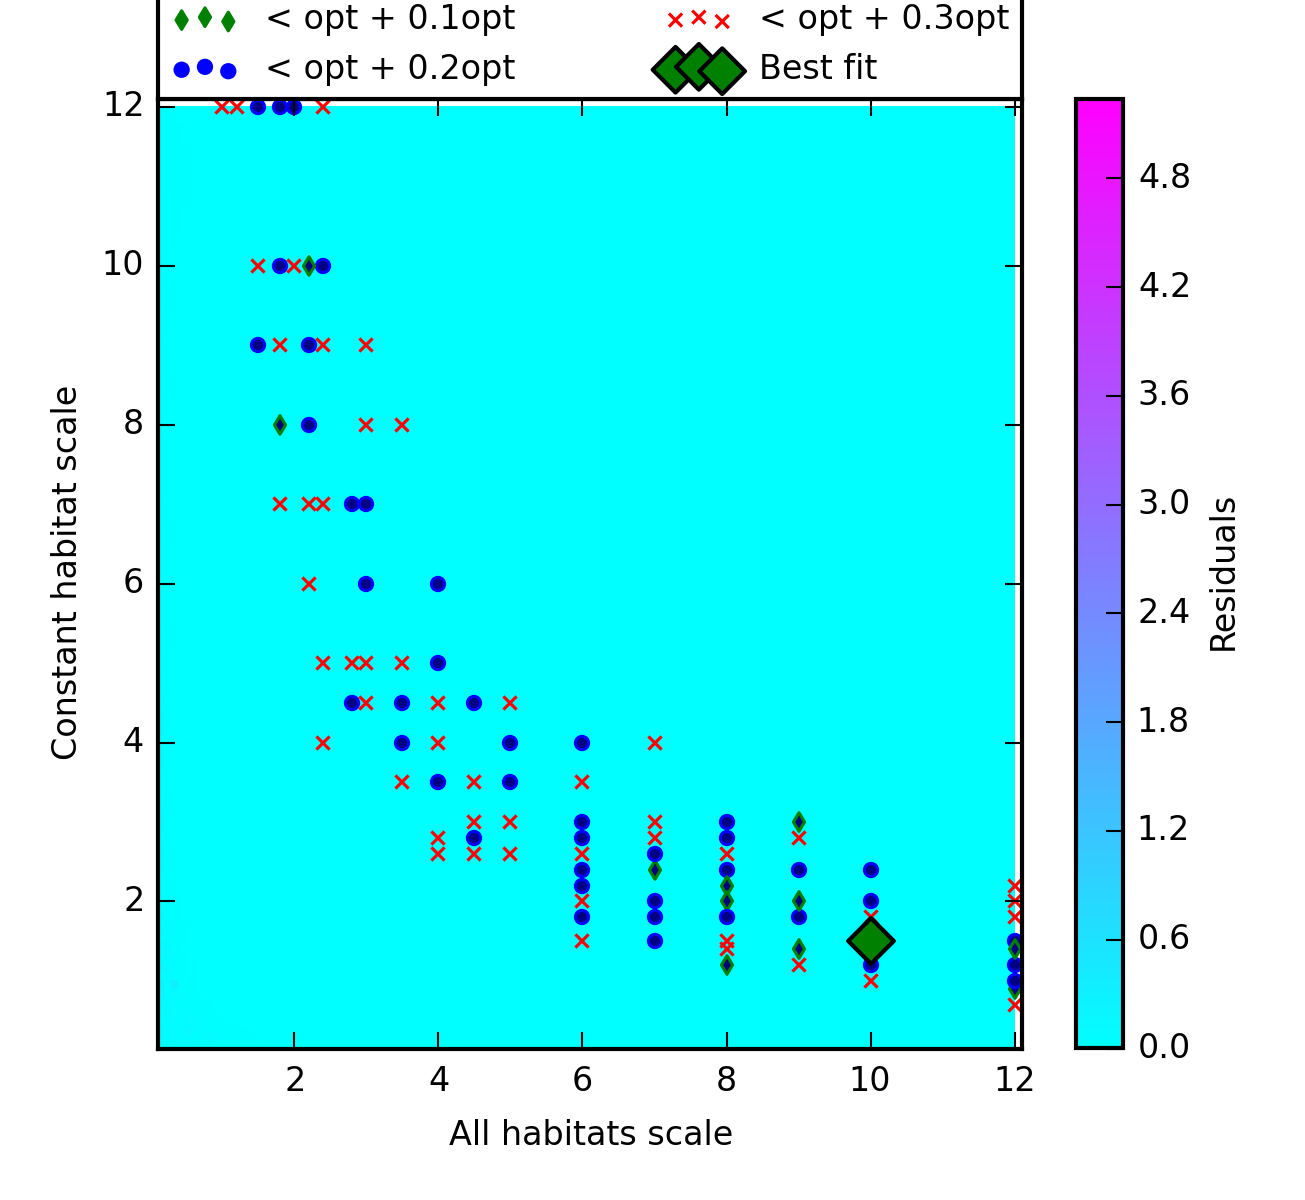 < opt + 0.1opt
< opt + 0.3opt
< opt + 0.2opt
Best fit
12
10
8
6
4
2
Constant habitat scale
2 4 6 8 10 12
All habitats scale
4.8
4.2
3.6
3.0
2.4
1.8
1.2
0.6
0.0
Residuals